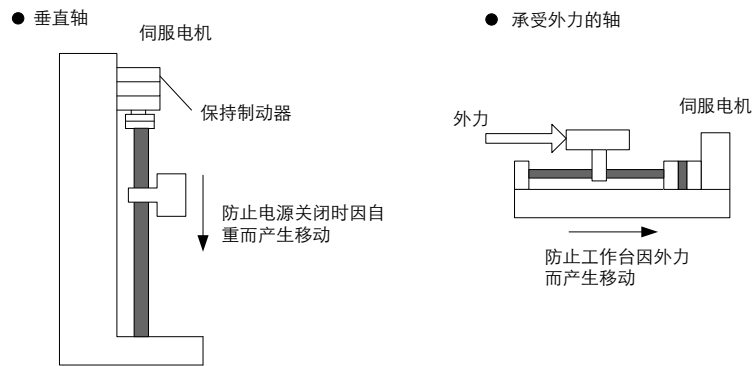 ● 垂直轴
伺服电机
保持制动器
防止电源关闭时因自
重而产生移动
● 承受外力的轴
伺服电机
外力
防止工作台因外力
而产生移动